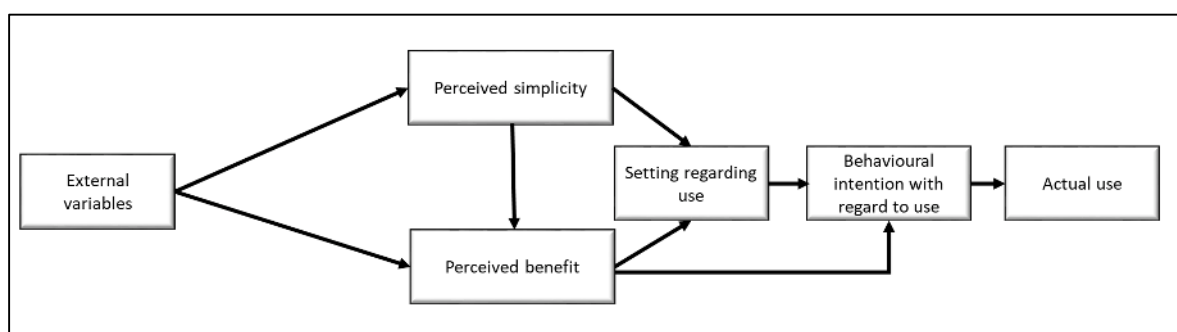 Perceived simplicity
External
variables
Setting regarding
use
Behavioural
intention with
regard to use
Actual use
Perceived benefit